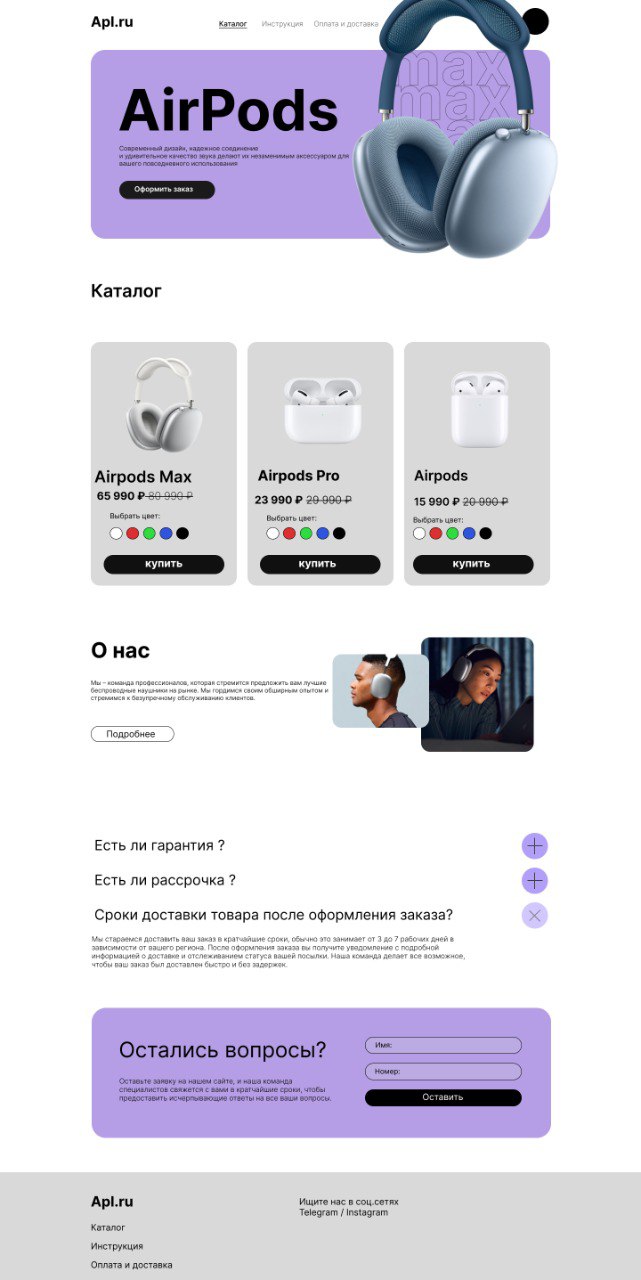 Apl.ru
Каталог Инструкция Оплата и доставка
max
max
AirPods
Современный дизайн, надежное соединение
и удивительное качество звука делают их незаменимым аксессуаром для
вашего повседневного использования
Оформить заказ
Каталог
Airpods Max
65 990 ₽ 80 990 ₽
Выбрать цвет:
купить
Airpods Pro
23 990 ₽ 29 990 ₽
Выбрать цвет:
купить
Airpods
15 990 ₽ 20 990 ₽
Выбрать цвет:
купить
О нас
Мы – команда профессионалов, которая стремится предложить вам лучшие
беспроводные наушники на рынке. Мы гордимся своим обширным опытом и
стремимся к безупречному обслуживанию клиентов.
Подробнее
Есть ли гарантия ?
Есть ли рассрочка ?
Сроки доставки товара после оформления заказа?
Мы стараемся доставить ваш заказ в кратчайшие сроки, обычно это занимает от 3 до 7 рабочих дней в
зависимости от вашего региона. После оформления заказа вы получите уведомление с подробной
информацией о доставке и отслеживанием статуса вашей посылки. Наша команда делает все возможное,
чтобы ваш заказ был доставлен быстро и без задержек.
Остались вопросы?
Оставьте заявку на нашем сайте, и наша команда
специалистов свяжется с вами в кратчайшие сроки, чтобы
предоставить исчерпывающие ответы на все ваши вопросы.
Имя:
Номер:
Оставить
Apl.ru
Каталог
Инструкция
Оплата и доставка
Ищите нас в соц.сетях
Telegram / Instagram